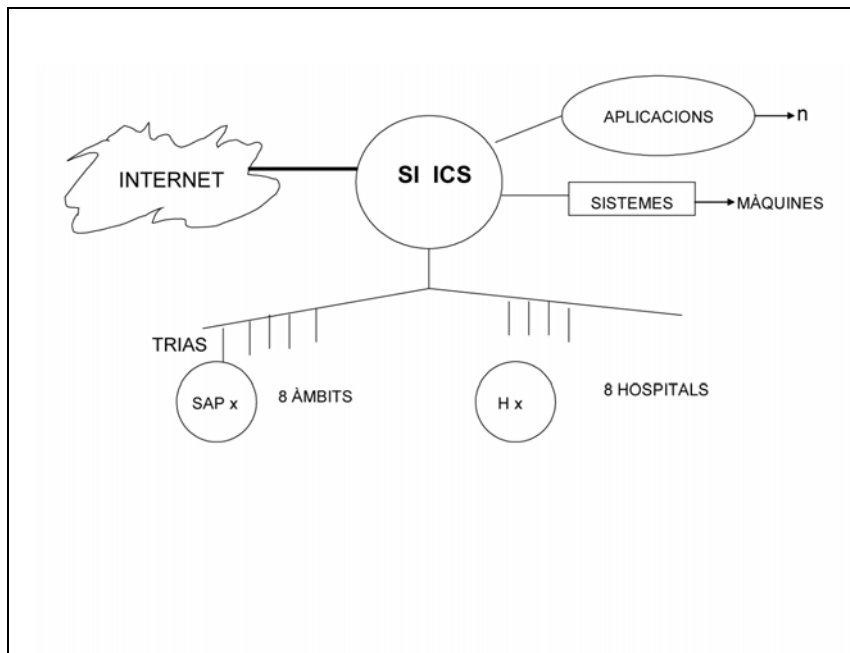 APLICACIONS
n
INTERNET
SI ICS
SISTEMES
MÀQUINES
TRIAS
SAP x
8 ÀMBITS
H x
8 HOSPITALS